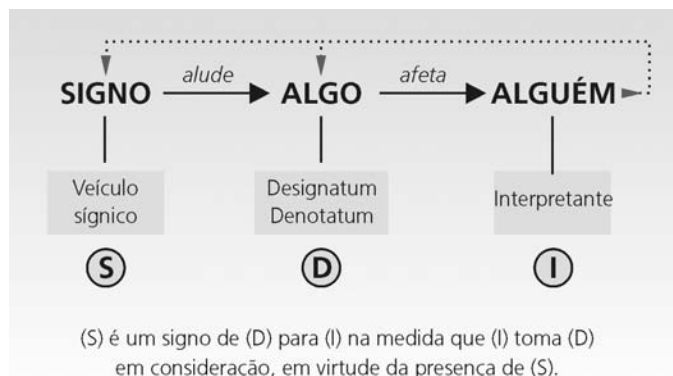 alude
afeta
SIGNO ALGO ALGUÉM
Veículo
sígnico
Designatum
Denotatum
Interpretante
S D I
(S) é um signo de (D) para (I) na medida que (I) toma (D)
em consideração, em virtude da presença de (S).